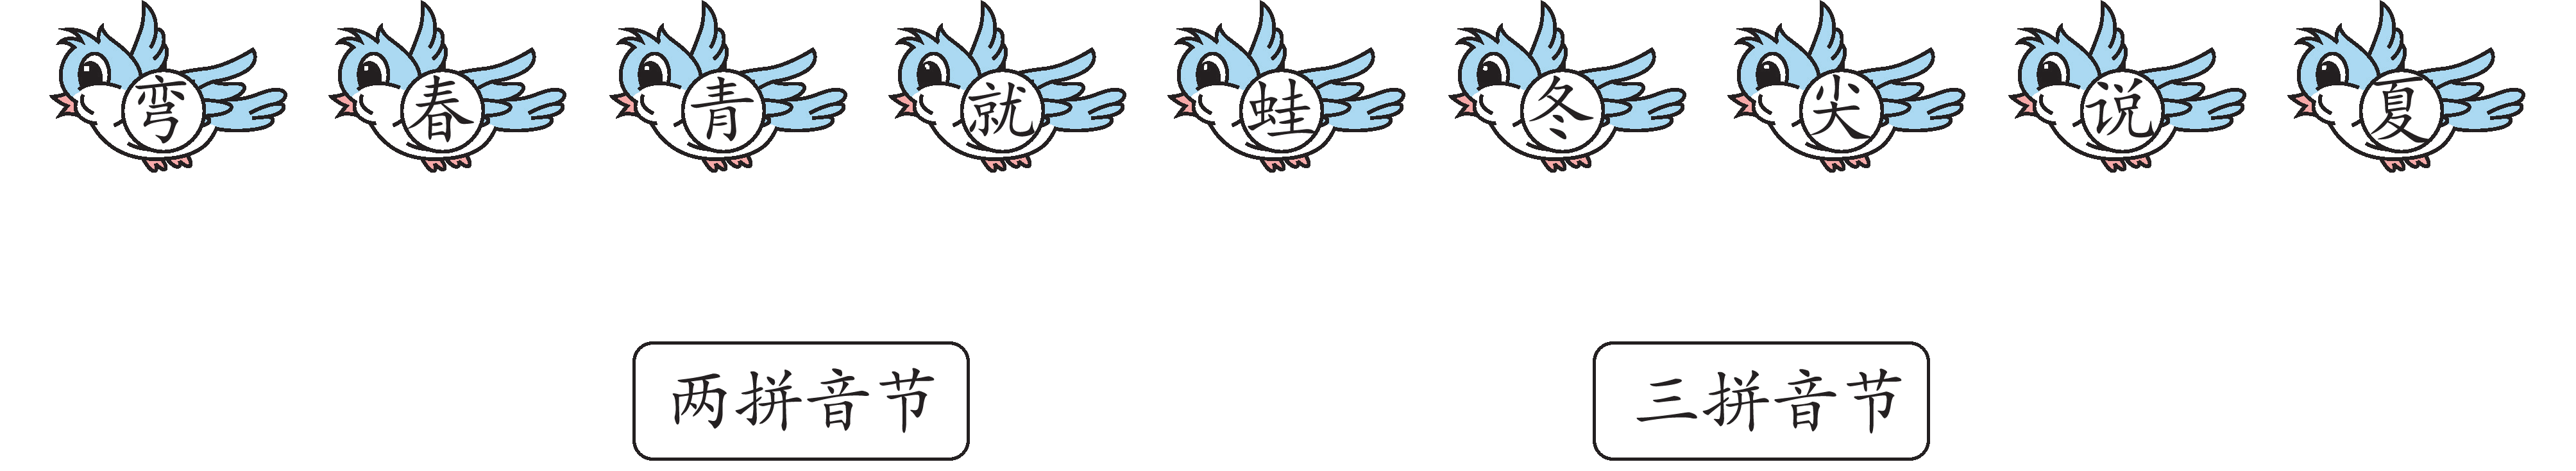 弯 春 青 就 蛙 冬 尖 说 夏
两拼音节 三拼音节